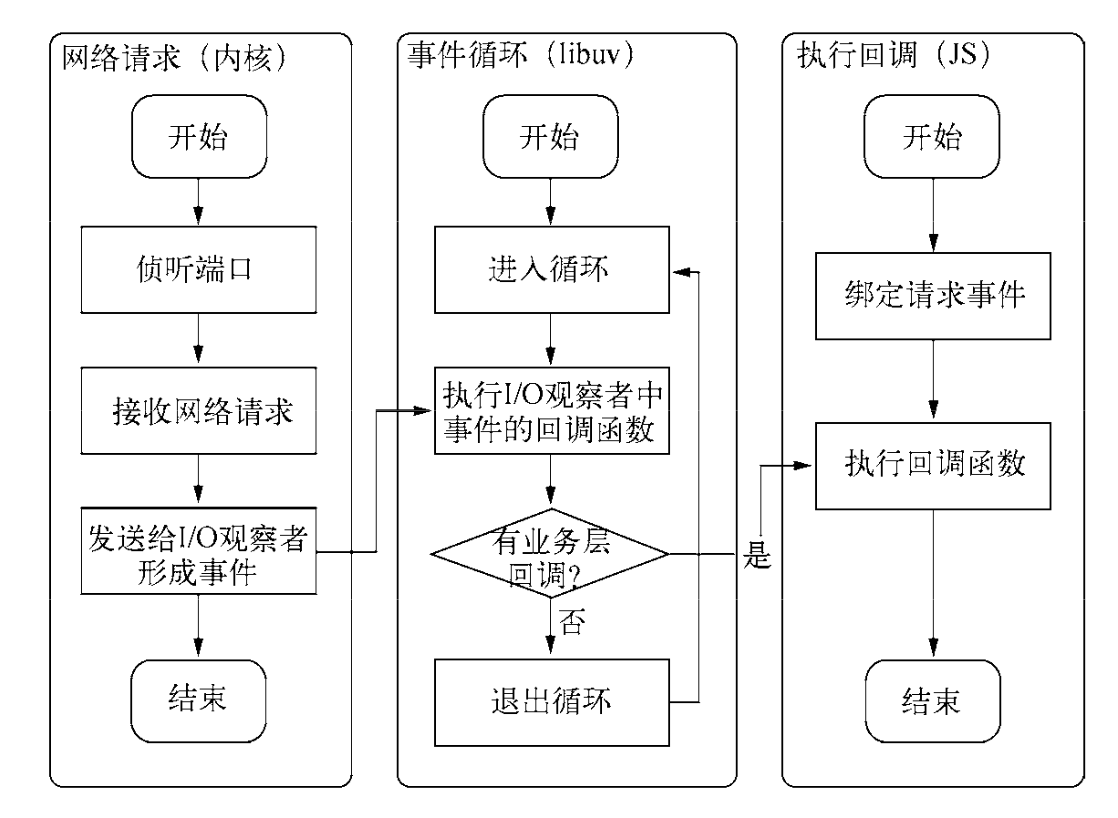 网络请求（内核）
开始
侦听端口
接收网络请求
发送给I/O观察者
形成事件
结束
事件循环（libuv）
开始
进入循环
执行I/O观察者中
事件的回调函数
有业务层
回调?
是
否
退出循环
执行回调（JS）
开始
绑定请求事件
执行回调函数
结束